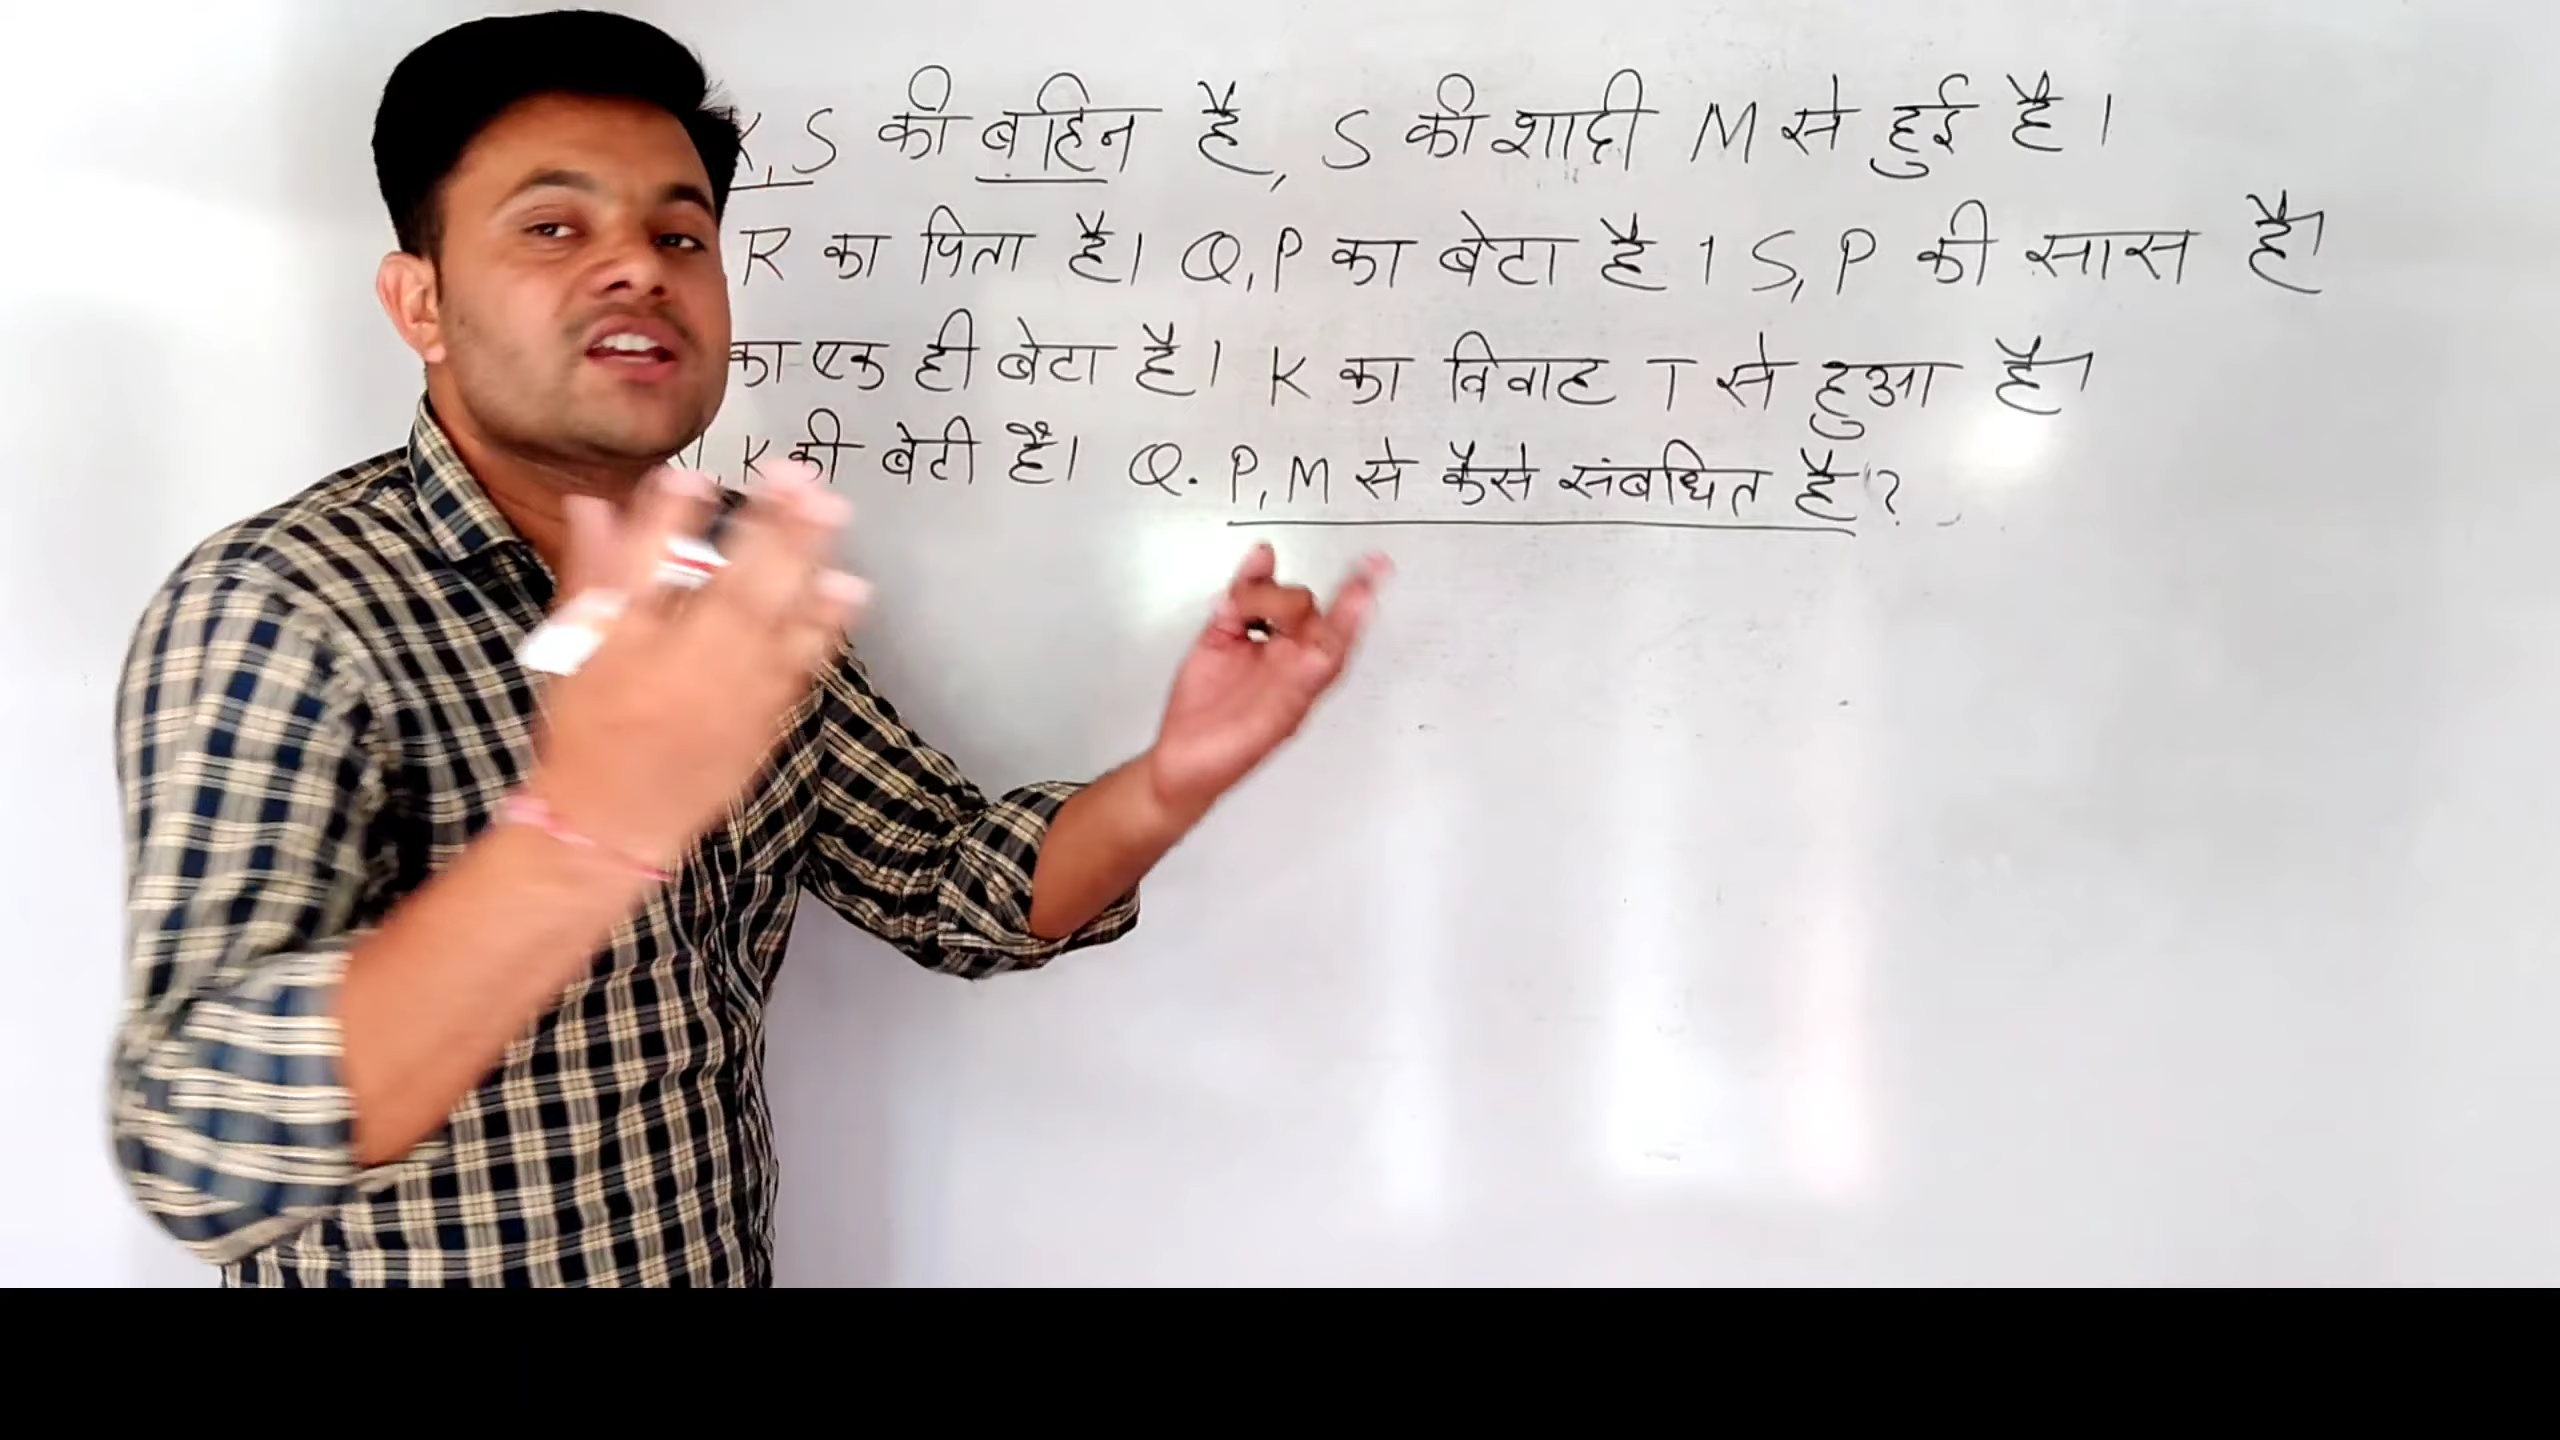 K, S की बहिन है, S की शादी M से हुई है।
R का पिता है। Q, P का बेटा है। S, P की सास है।
का एक ही बेटा है। K का विवाह T से हुआ है।
, K की बेटी है। Q. P, M से कैसे संबधित है?